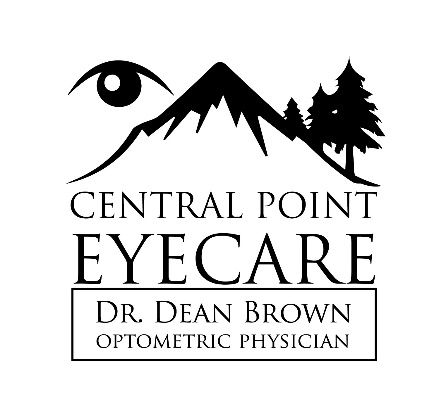 CENTRAL POINT
EYECARE
DR. DEAN BROWN
OPTOMETRIC PHYSICIAN